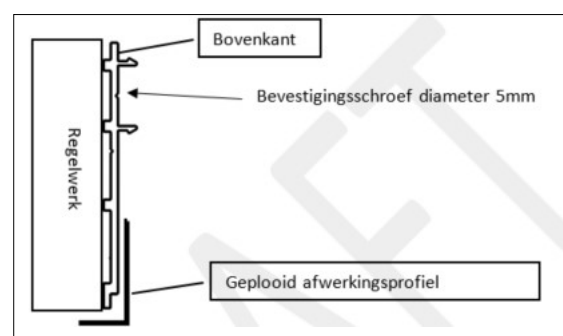 Bovenkant
Bevestigingsschroef diameter 5mm
Regelwerk
Geplooid afwerkingsprofiel